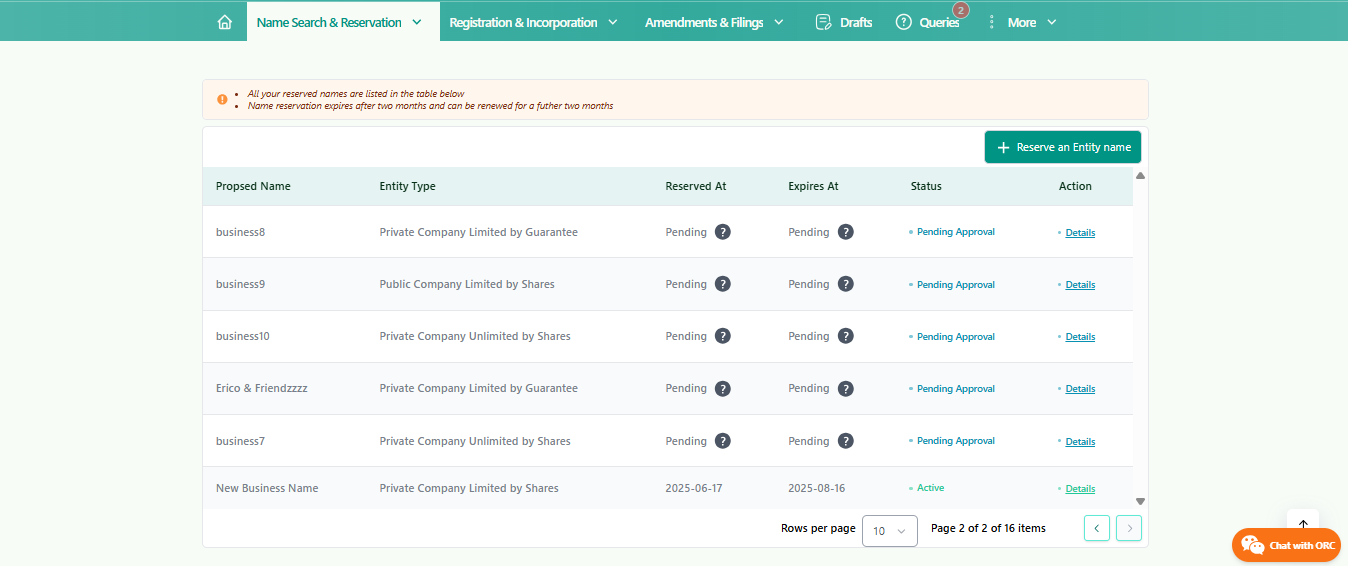 Name Search & Reservation
Registration & Incorporation
Amendments & Filings
Drafts
Queries
2
More
All your reserved names are listed in the table below
Name reservation expires after two months and can be renewed for a futher two months
Reserve an Entity name
Propsed Name Entity Type Reserved At Expires At Status Action
business8 Private Company Limited by Guarantee Pending ? Pending ? Pending Approval Details
business9 Public Company Limited by Shares Pending ? Pending ? Pending Approval Details
business10 Private Company Unlimited by Shares Pending ? Pending ? Pending Approval Details
Erico & Friendzzzz Private Company Limited by Guarantee Pending ? Pending ? Pending Approval Details
business7 Private Company Unlimited by Shares Pending ? Pending ? Pending Approval Details
New Business Name Private Company Limited by Shares 2025-06-17 2025-08-16 Active Details
Rows per page 10 Page 2 of 2 of 16 items
Chat with ORC